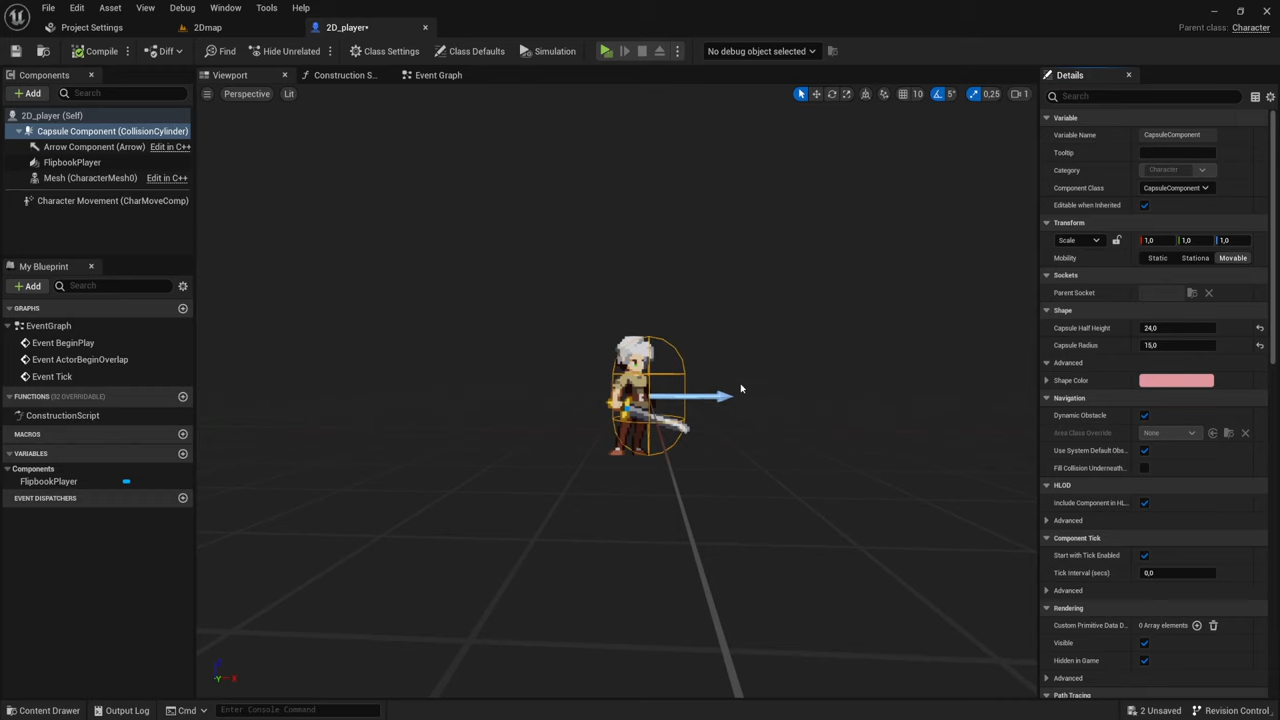 File Edit Asset View Debug Window Tools Help
Project Settings 2Dmap 2D_player•
Parent class: Character
Compile Diff Find Hide Unrelated Class Settings Class Defaults Simulation No debug object selected
Components
Add Search
2D_player (Self)
Capsule Component (CollisionCylinder)
Arrow Component (Arrow) Edit in C++
FlipbookPlayer
Mesh (CharacterMesh0) Edit in C++
Character Movement (CharMoveComp)
My Blueprint
Add Search
GRAPHS
EventGraph
Event BeginPlay
Event ActorBeginOverlap
Event Tick
FUNCTIONS (32 OVERRIDABLE)
ConstructionScript
MACROS
VARIABLES
Components
FlipbookPlayer
EVENT DISPATCHERS
Viewport Construction S... Event Graph
Perspective Lit
10 5° 0,25 1
Z
Y X
Details
Search
Variable
Variable Name CapsuleComponent
Tooltip
Category Character
Component Class CapsuleComponent
Editable when Inherited
Transform
Scale 1,0 1,0 1,0
Mobility Static Stationa Movable
Sockets
Parent Socket
Shape
Capsule Half Height 24,0
Capsule Radius 15,0
Advanced
Shape Color
Navigation
Dynamic Obstacle
Area Class Override None
Use System Default Obs...
Fill Collision Underneath...
HLOD
Include Component in HL...
Advanced
Component Tick
Start with Tick Enabled
Tick Interval (secs) 0,0
Advanced
Rendering
Custom Primitive Data D... 0 Array elements
Visible
Hidden in Game
Advanced
Path Tracing
Content Drawer Output Log Cmd Enter Console Command
2 Unsaved Revision Control